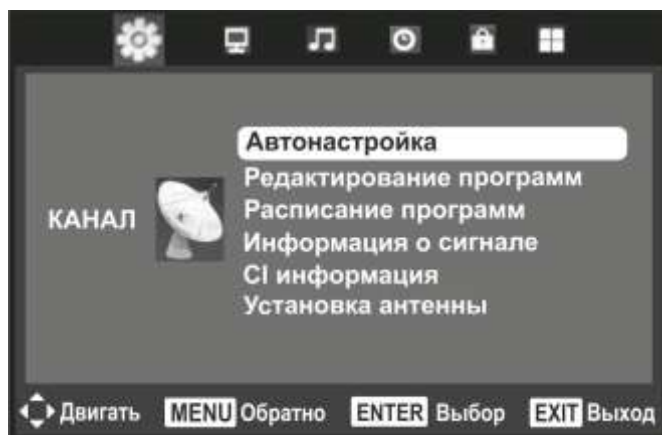 КАНАЛ
Автонастройка
Редактирование программ
Расписание программ
Информация о сигнале
CI информация
Установка антенны
Двигать MENU Обратно ENTER Выбор EXIT Выход